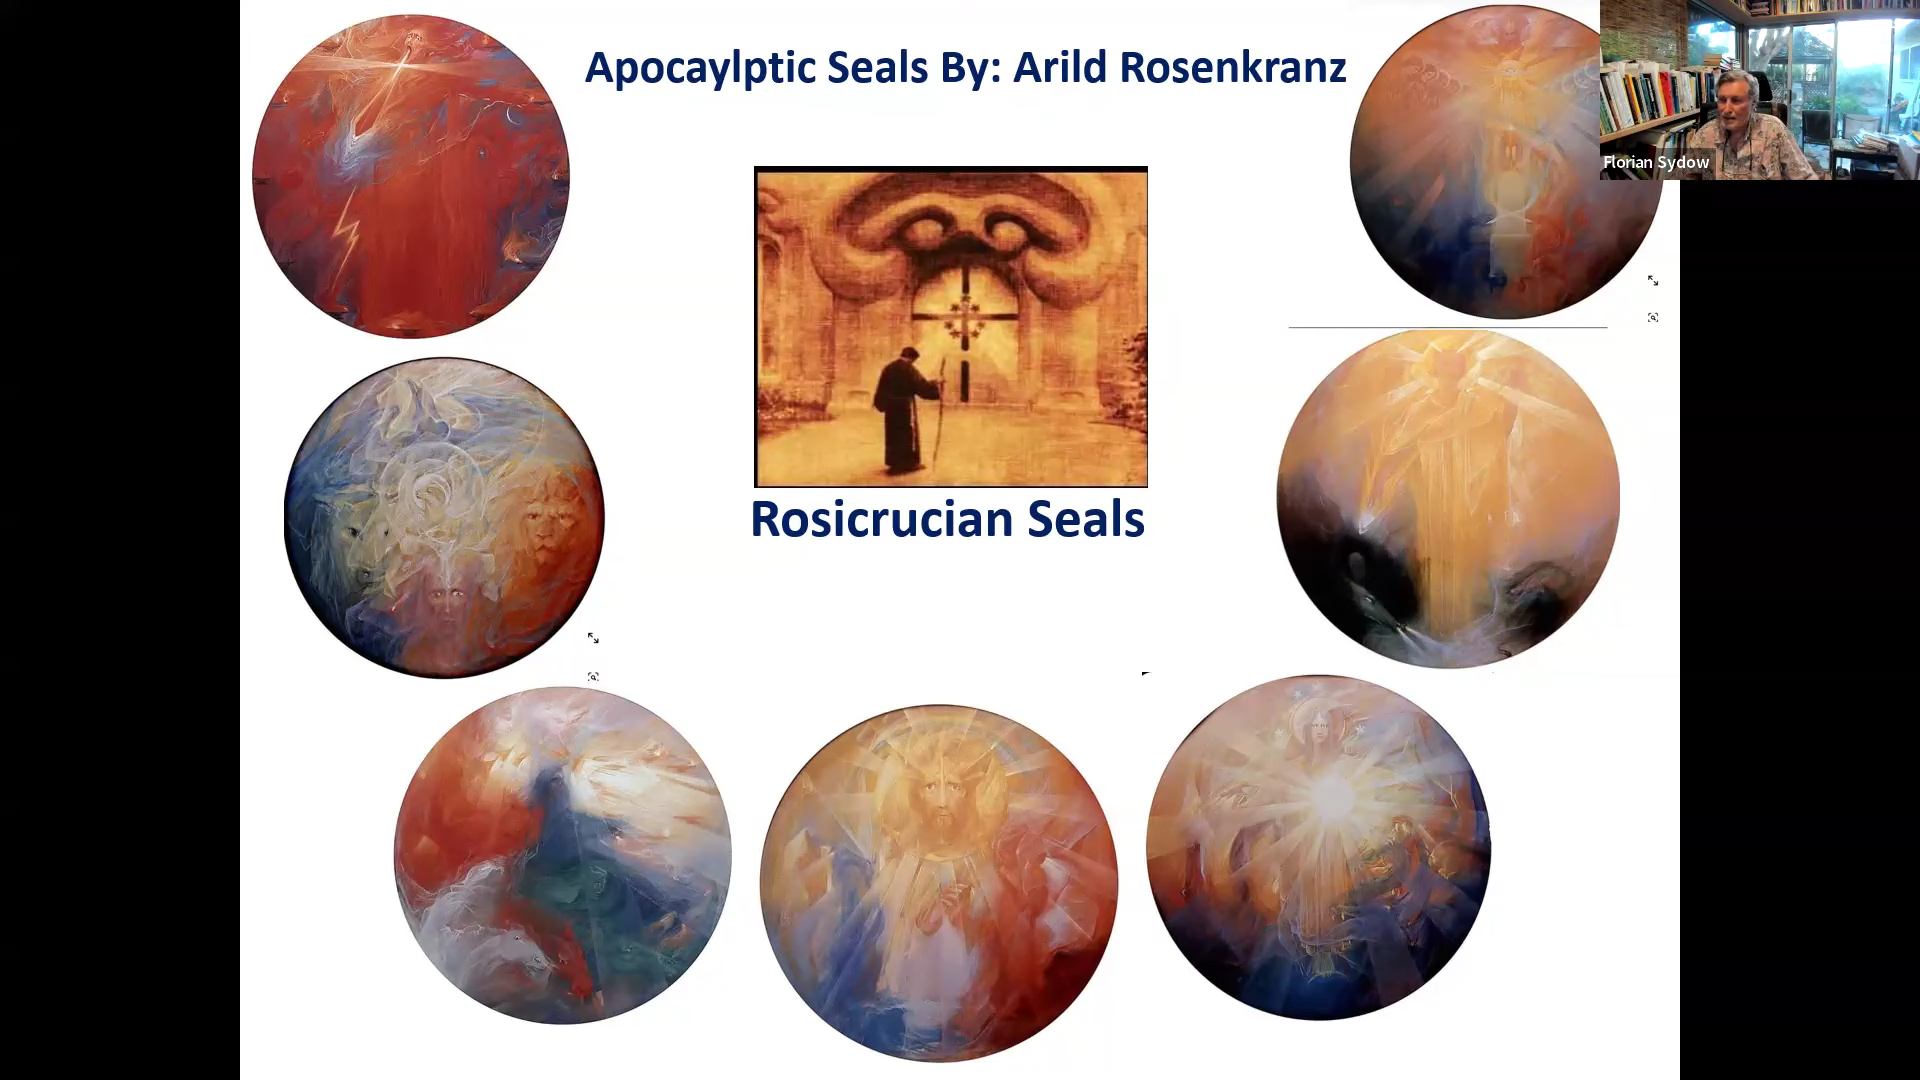 Apocaylptic Seals By: Arild Rosenkranz
Florian Sydow
Rosicrucian Seals